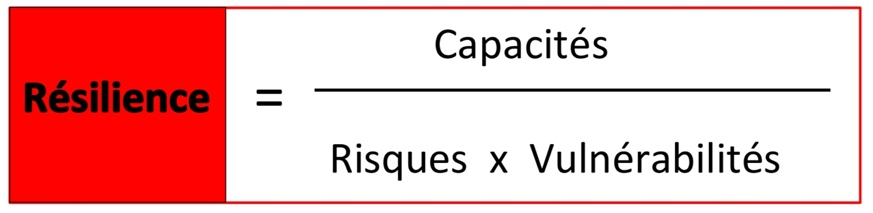 Capacités
Résilience =
Risques x Vulnérabilités